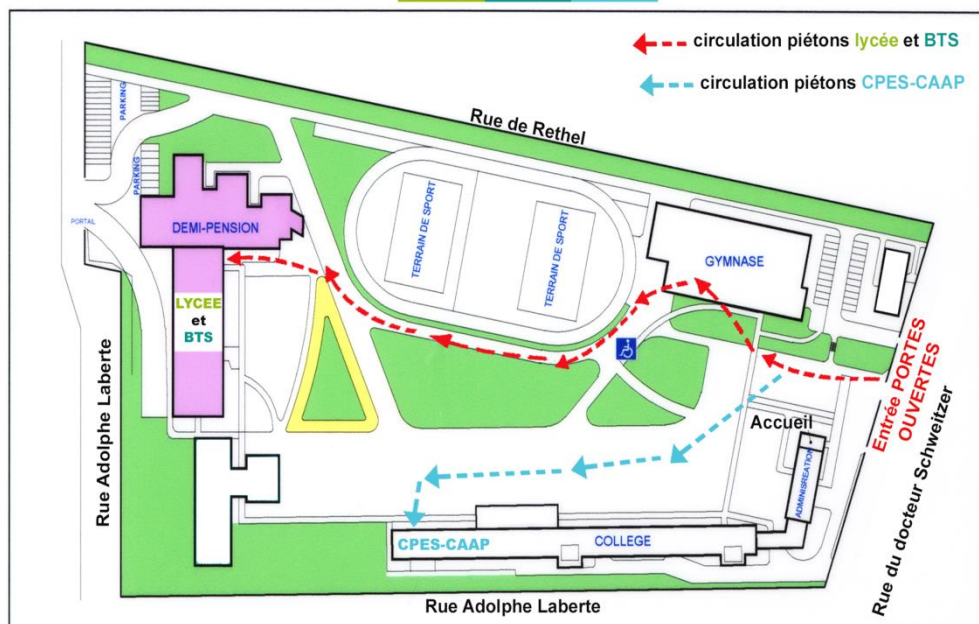 circulation piétons lycée et BTS
circulation piétons CPES-CAAP
Rue de Rethel
PARKING
PARKING
PORTAIL
DEMI-PENSION
TERRAIN DE SPORT
TERRAIN DE SPORT
GYMNASE
LYCEE
et
BTS
Rue Adolphe Laberte
Entrée PORTES
OUVERTES
Accueil
ADMINISREATION
Rue du docteur Schweitzer
CPES-CAAP
COLLEGE
Rue Adolphe Laberte